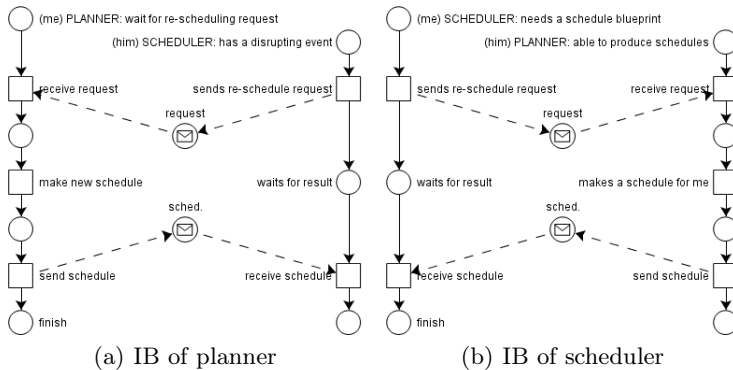 (me) PLANNER: wait for re-scheduling request
(him) SCHEDULER: has a disrupting event
receive request
sends re-schedule request
request
make new schedule
waits for result
sched.
send schedule
receive schedule
finish
(a) IB of planner
(me) SCHEDULER: needs a schedule blueprint
(him) PLANNER: able to produce schedules
sends re-schedule request
receive request
request
waits for result
makes a schedule for me
sched.
receive schedule
send schedule
finish
(b) IB of scheduler